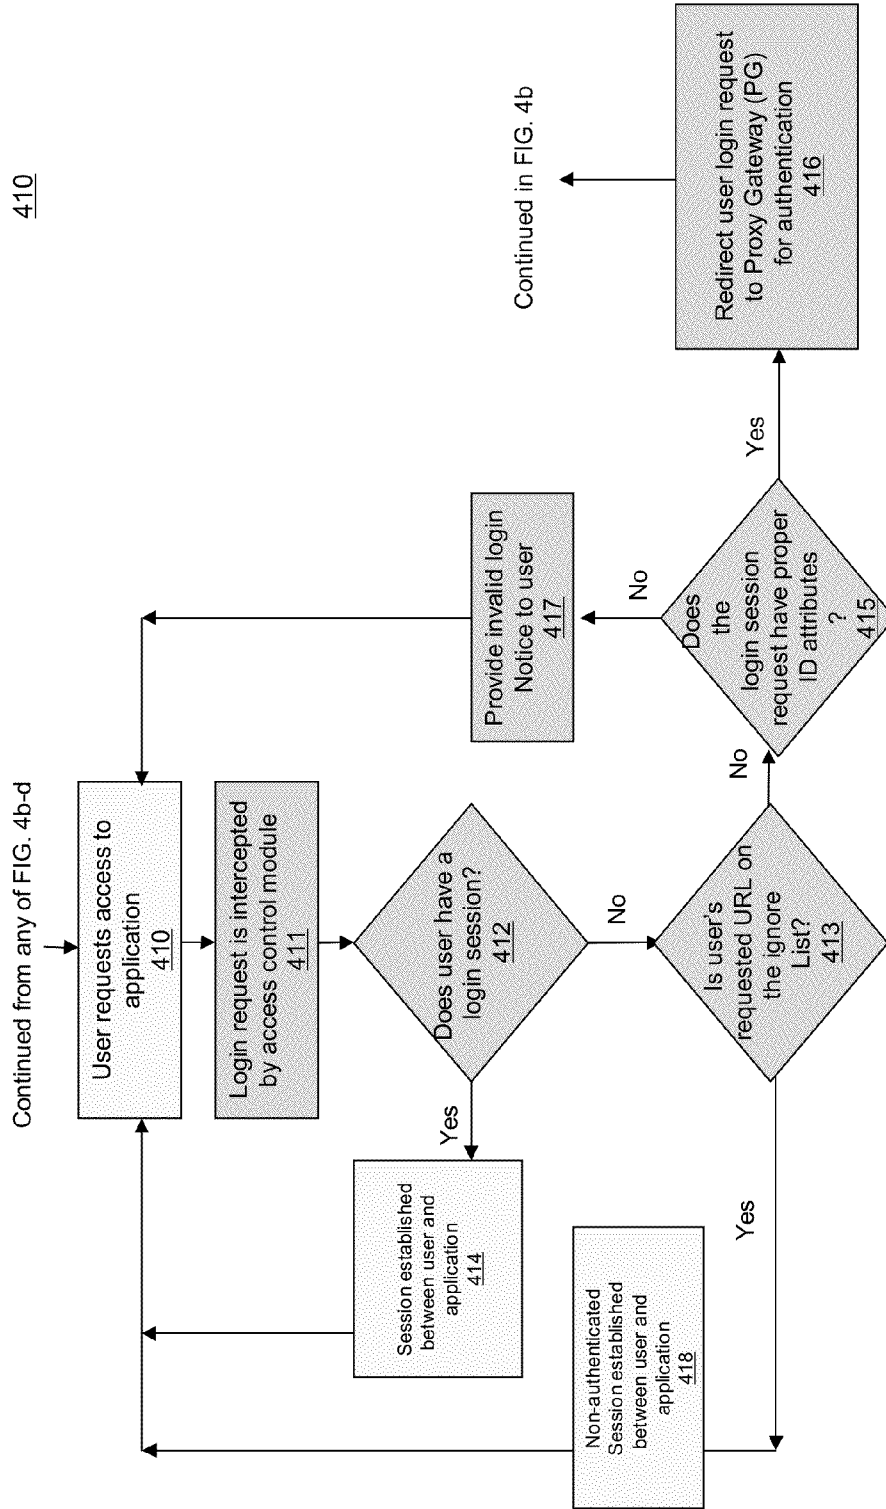 410
Continued from any of FIG. 4b-d
User requests access to
application
410
Login request is intercepted
by access control module
411
Does user have a
login session?
412
Yes
Session established
between user and
application
414
No
Is user's
requested URL on
the ignore
List?
413
Yes
Non-authenticated
Session established
between user and
application
418
No
Does
the
login session
request have proper
ID attributes
?
415
No
Provide invalid login
Notice to user
417
Yes
Redirect user login request
to Proxy Gateway (PG)
for authentication
416
Continued in FIG. 4b